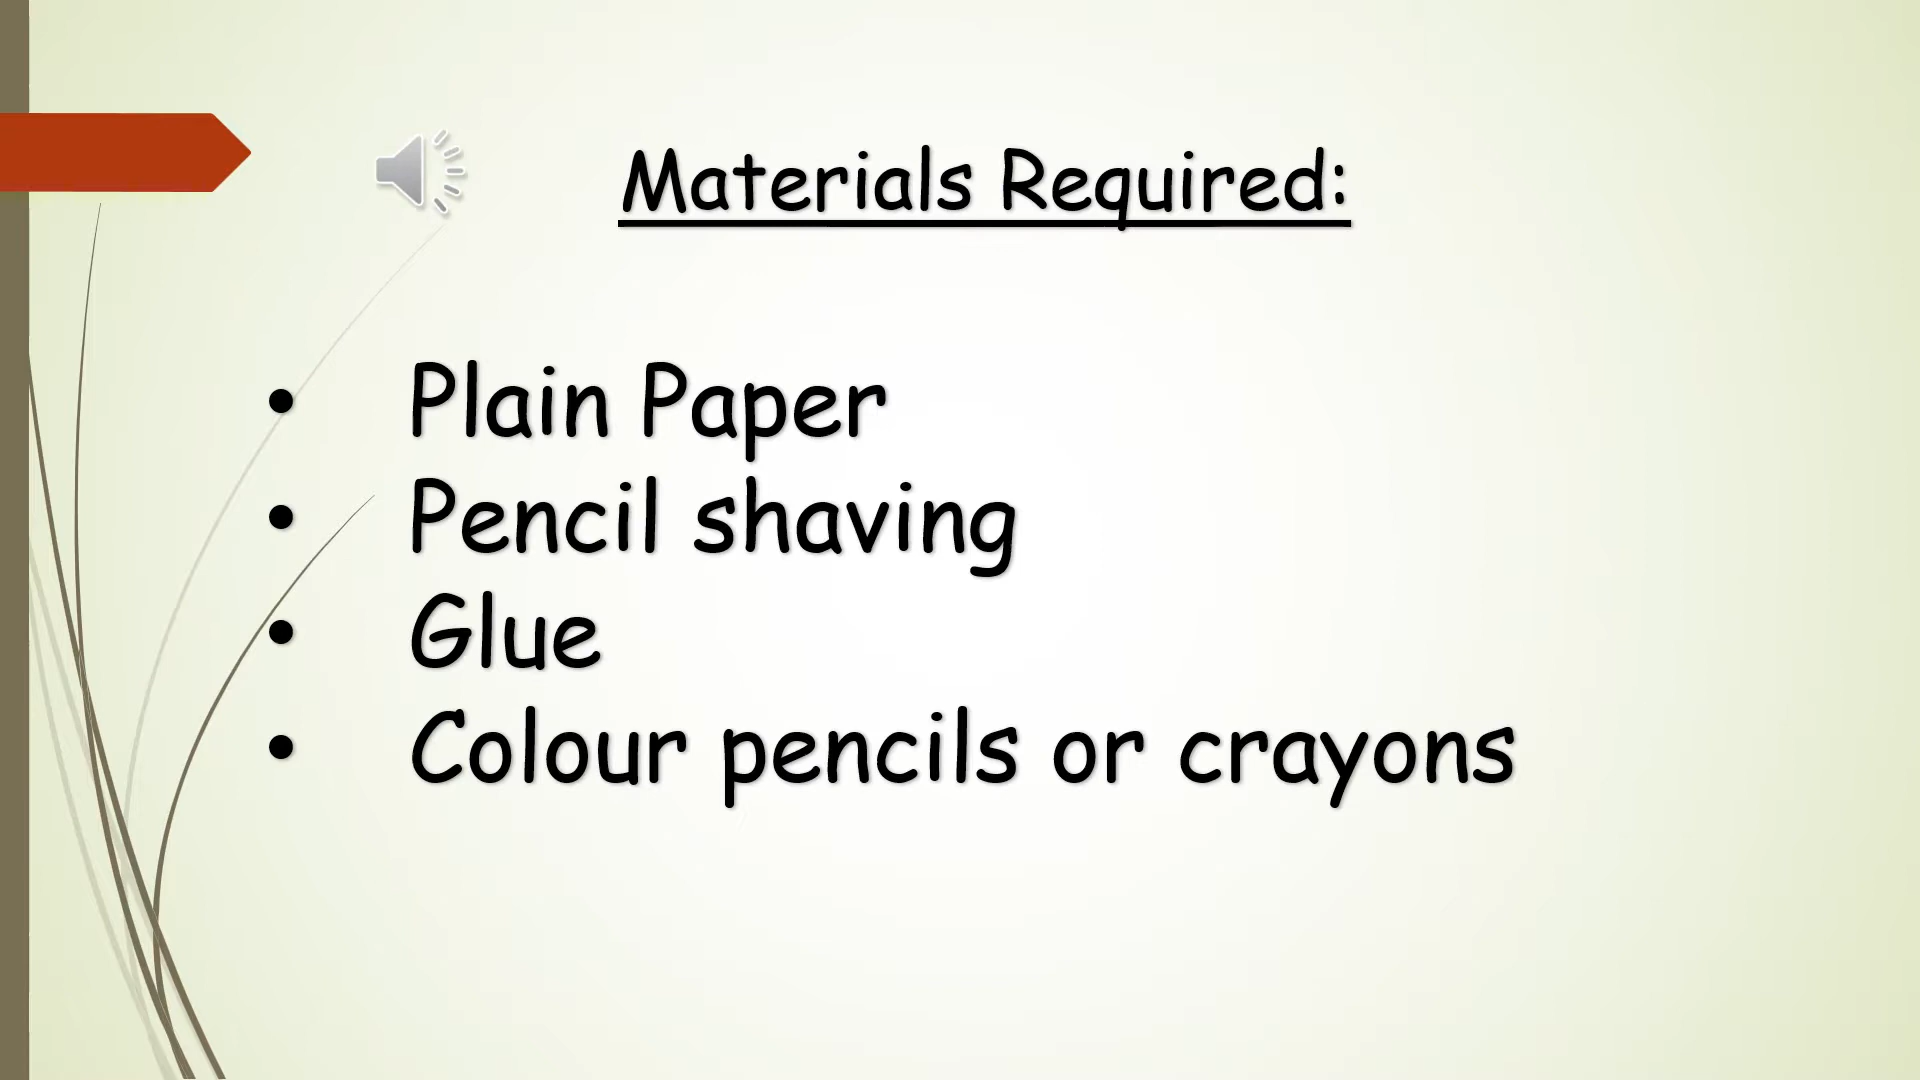 Materials Required:
• Plain Paper
• Pencil shaving
• Glue
• Colour pencils or crayons